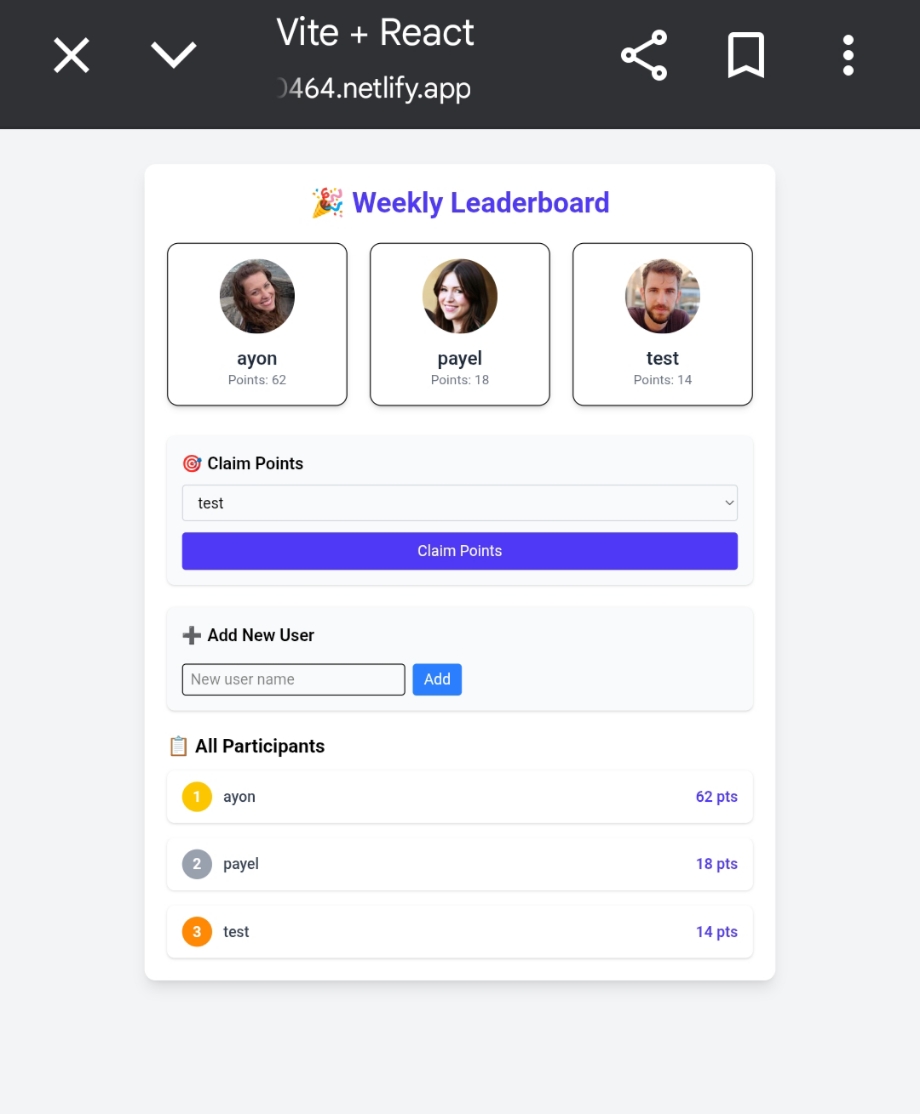 Vite + React
0464.netlify.app
🎉 Weekly Leaderboard
ayon
Points: 62
payel
Points: 18
test
Points: 14
🎯 Claim Points
test
Claim Points
➕ Add New User
New user name
Add
📋 All Participants
1 ayon 62 pts
2 payel 18 pts
3 test 14 pts